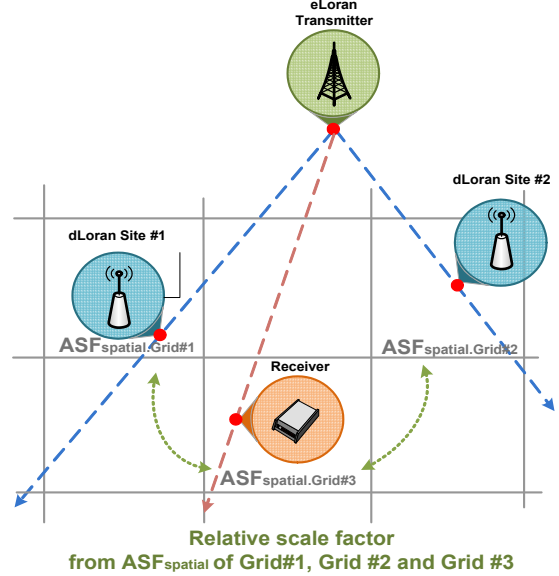 eLoran
Transmitter
dLoran Site #2
dLoran Site #1
ASFspatial.Grid#1
ASFspatial.Grid#2
Receiver
ASFspatial.Grid#3
Relative scale factor
from ASFspatial of Grid#1, Grid #2 and Grid #3